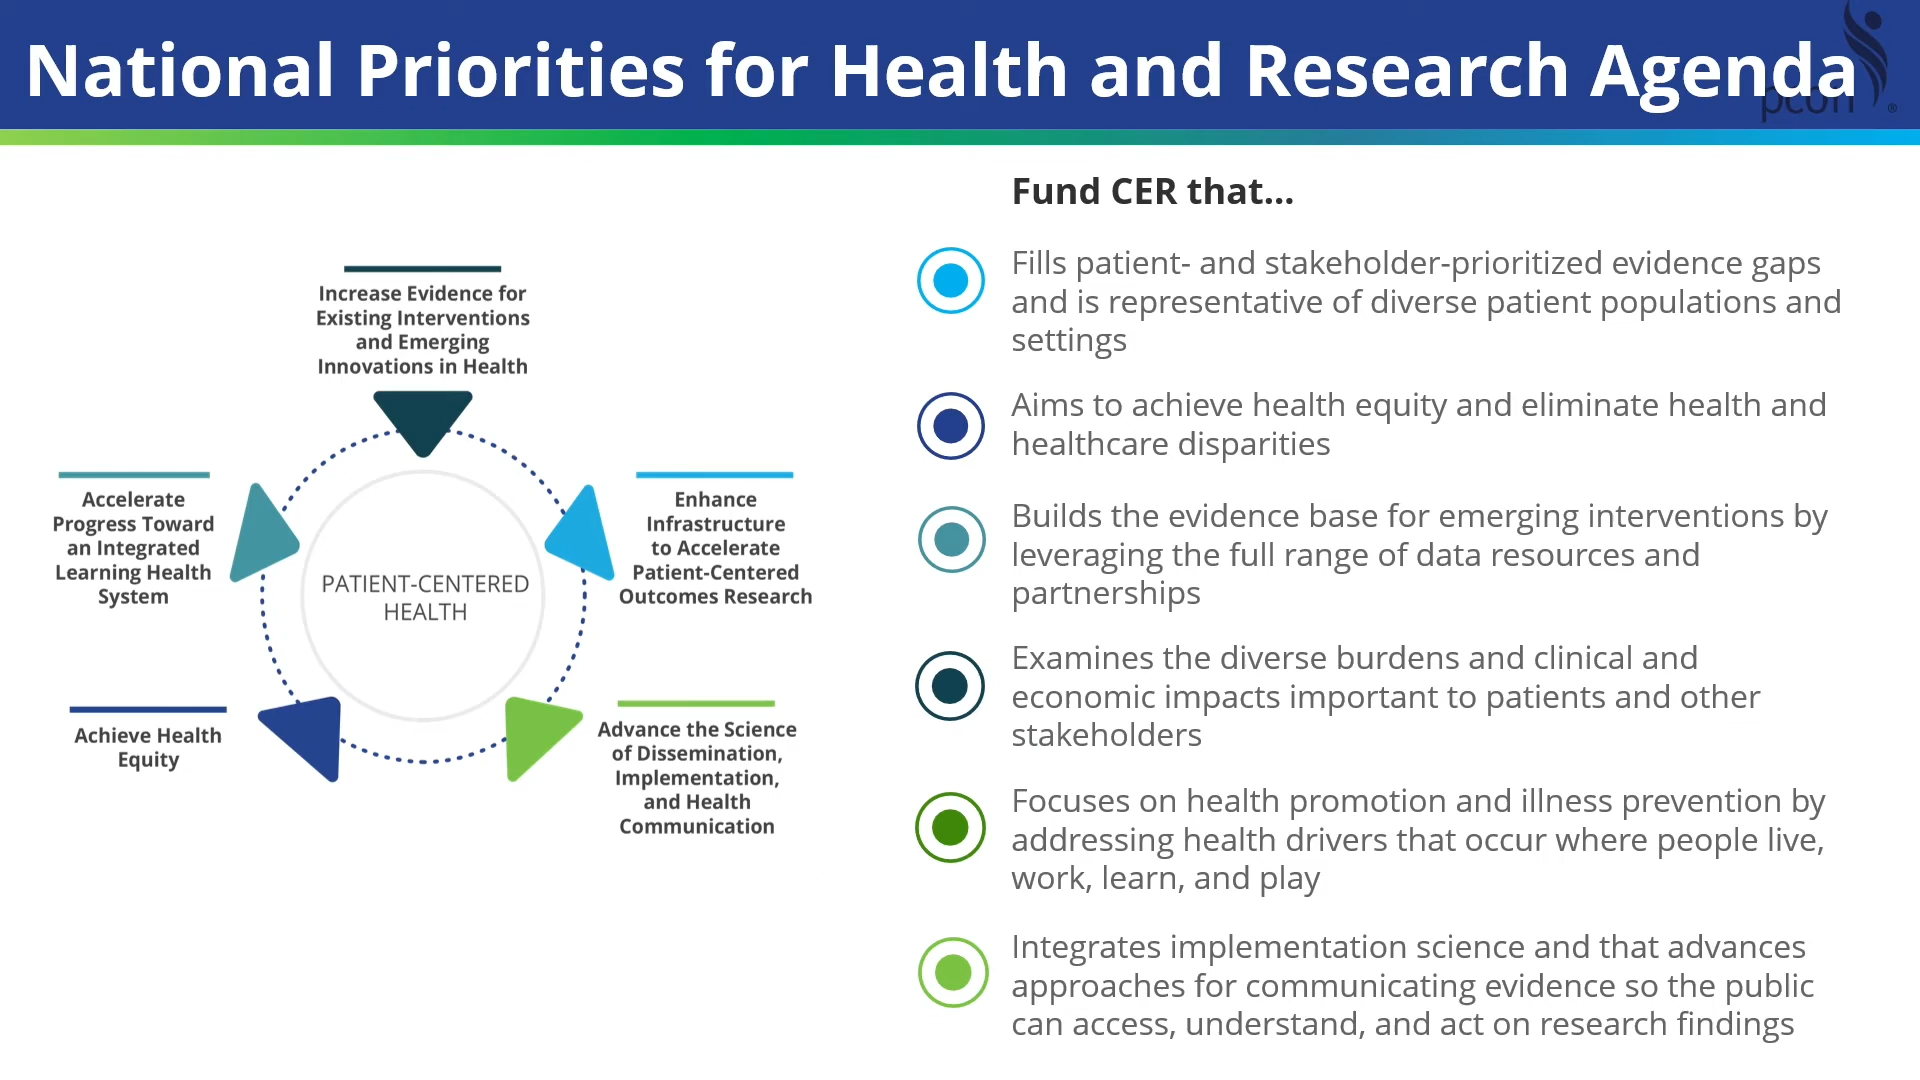 National Priorities for Health and Research Agenda
pcori
®
Increase Evidence for
Existing Interventions
and Emerging
Innovations in Health
Accelerate
Progress Toward
an Integrated
Learning Health
System
Enhance
Infrastructure
to Accelerate
Patient-Centered
Outcomes Research
PATIENT-CENTERED
HEALTH
Achieve Health
Equity
Advance the Science
of Dissemination,
Implementation,
and Health
Communication
Fund CER that...
Fills patient- and stakeholder-prioritized evidence gaps
and is representative of diverse patient populations and
settings
Aims to achieve health equity and eliminate health and
healthcare disparities
Builds the evidence base for emerging interventions by
leveraging the full range of data resources and
partnerships
Examines the diverse burdens and clinical and
economic impacts important to patients and other
stakeholders
Focuses on health promotion and illness prevention by
addressing health drivers that occur where people live,
work, learn, and play
Integrates implementation science and that advances
approaches for communicating evidence so the public
can access, understand, and act on research findings